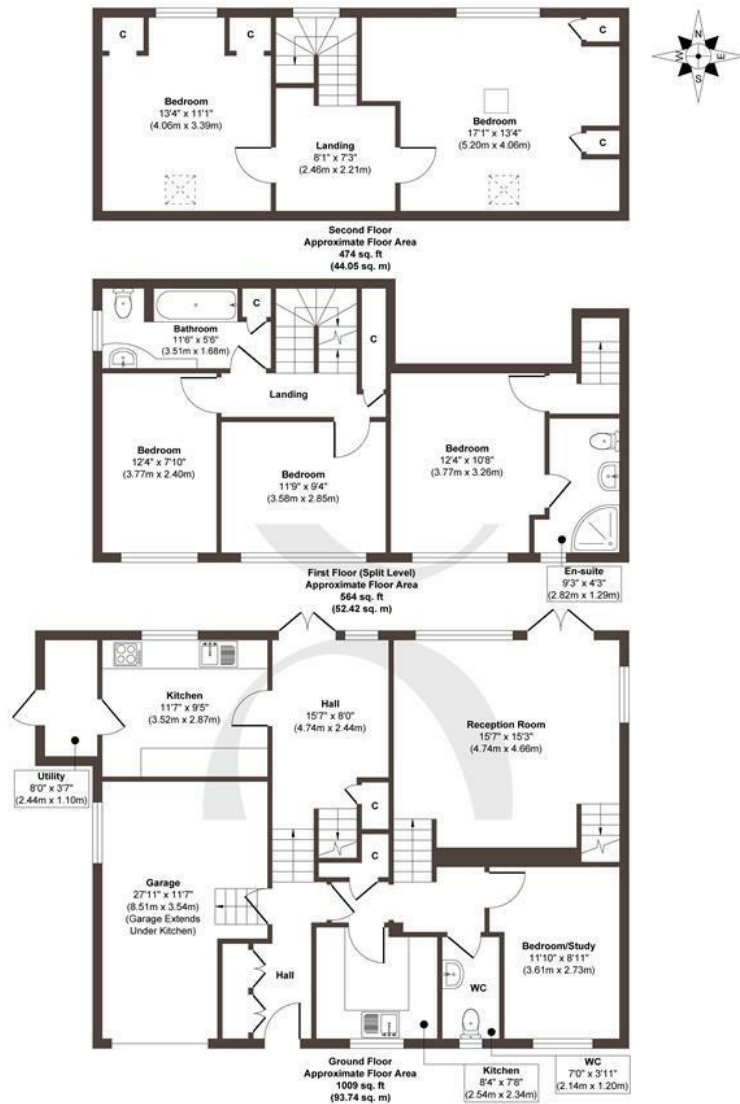 C
C
C
N
W
E
S
Bedroom
13'4" x 11'1"
(4.06m x 3.39m)
Landing
8'1" x 7'3"
(2.46m x 2.21m)
Bedroom
17'1" x 13'4"
(5.20m x 4.06m)
C
Second Floor
Approximate Floor Area
474 sq. ft
(44.05 sq. m)
Bathroom
11'6" x 5'6"
(3.51m x 1.68m)
C
C
Landing
Bedroom
12'4" x 7'10"
(3.77m x 2.40m)
Bedroom
11'9" x 9'4"
(3.58m x 2.85m)
Bedroom
12'4" x 10'8"
(3.77m x 3.26m)
First Floor (Split Level)
Approximate Floor Area
564 sq. ft
(52.42 sq. m)
En-suite
9'3" x 4'3"
(2.82m x 1.29m)
Kitchen
11'7" x 9'5"
(3.52m x 2.87m)
Hall
15'7" x 8'0"
(4.74m x 2.44m)
Reception Room
15'7" x 15'3"
(4.74m x 4.66m)
Utility
8'0" x 3'7"
(2.44m x 1.10m)
C
C
Garage
27'11" x 11'7"
(8.51m x 3.54m)
(Garage Extends
Under Kitchen)
Hall
WC
Bedroom/Study
11'10" x 8'11"
(3.61m x 2.73m)
Ground Floor
Approximate Floor Area
1009 sq. ft
(93.74 sq. m)
Kitchen
8'4" x 7'8"
(2.54m x 2.34m)
WC
7'0" x 3'11"
(2.14m x 1.20m)